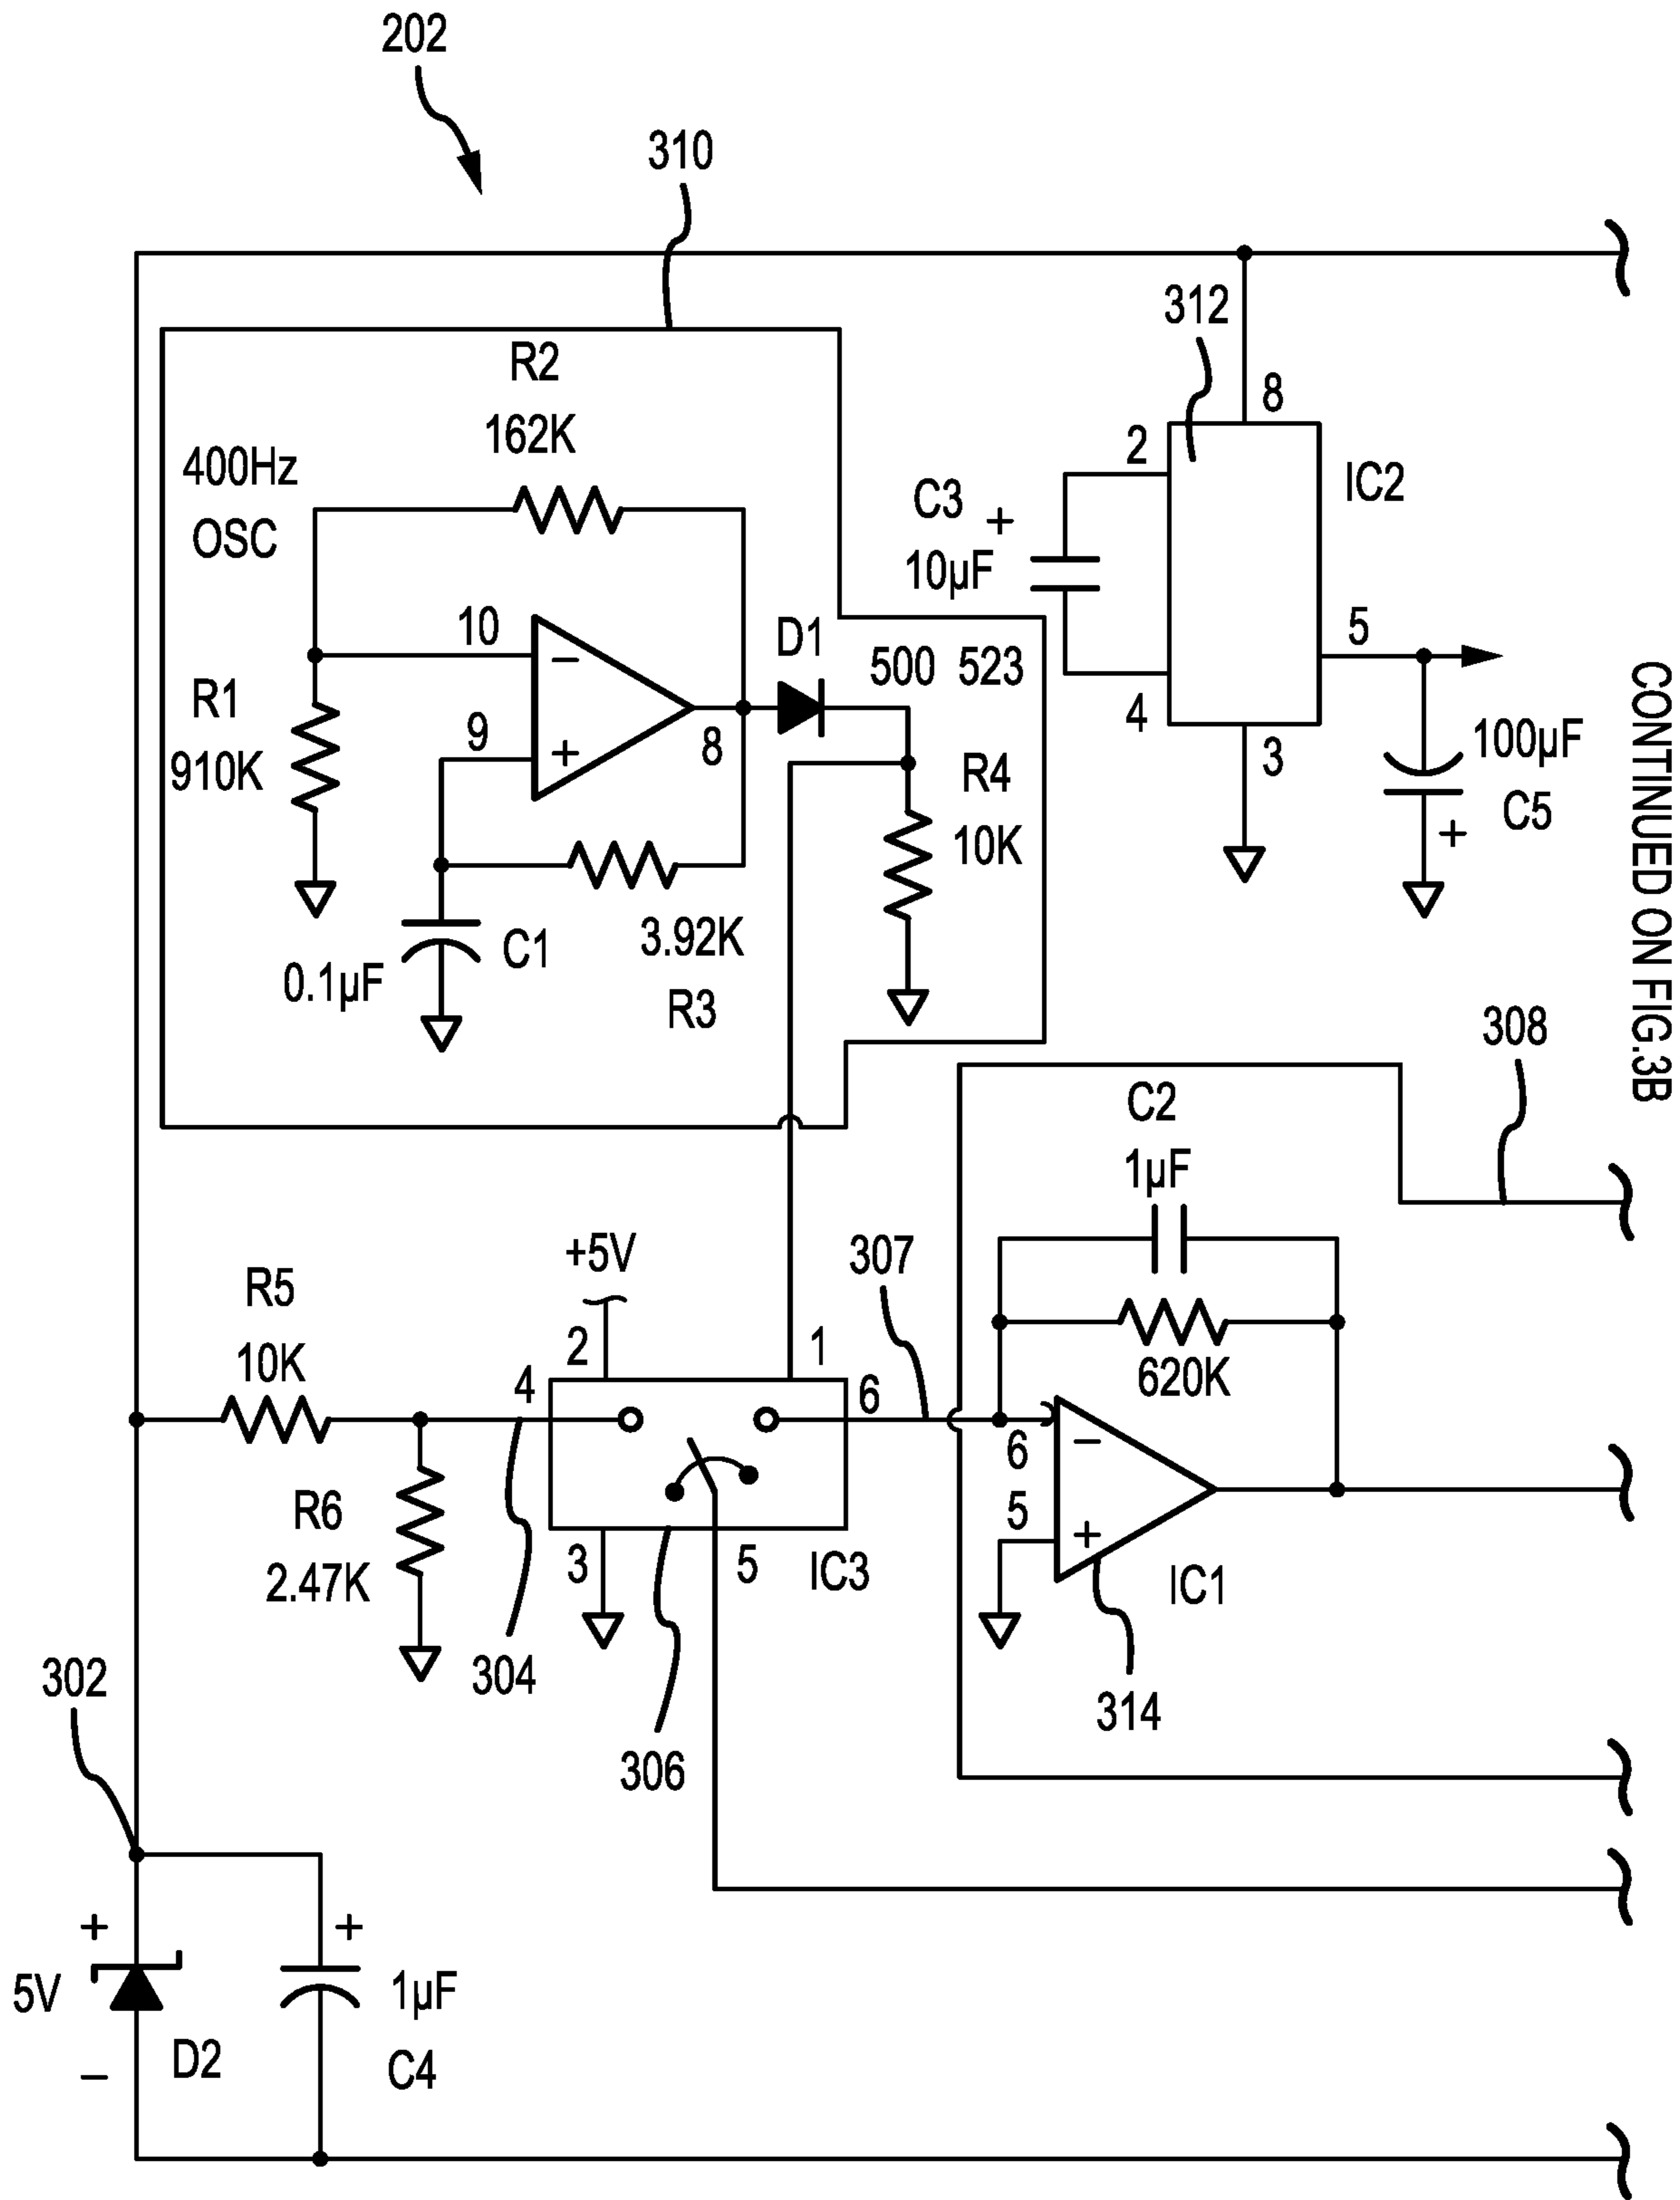 202
310
312
R2
162K
8
2
400Hz
OSC
IC2
C3
+
10µF
10
−
D1
5
500 523
R1
910K
9
+
8
4
3
100µF
C5
+
R4
10K
CONTINUED ON FIG.3B
0.1µF
C1
3.92K
R3
308
C2
1µF
+5V
307
R5
10K
2
1
4
6
620K
6
−
5
+
R6
2.47K
3
5
IC3
IC1
302
304
306
314
+
5V
−
D2
+
1µF
C4